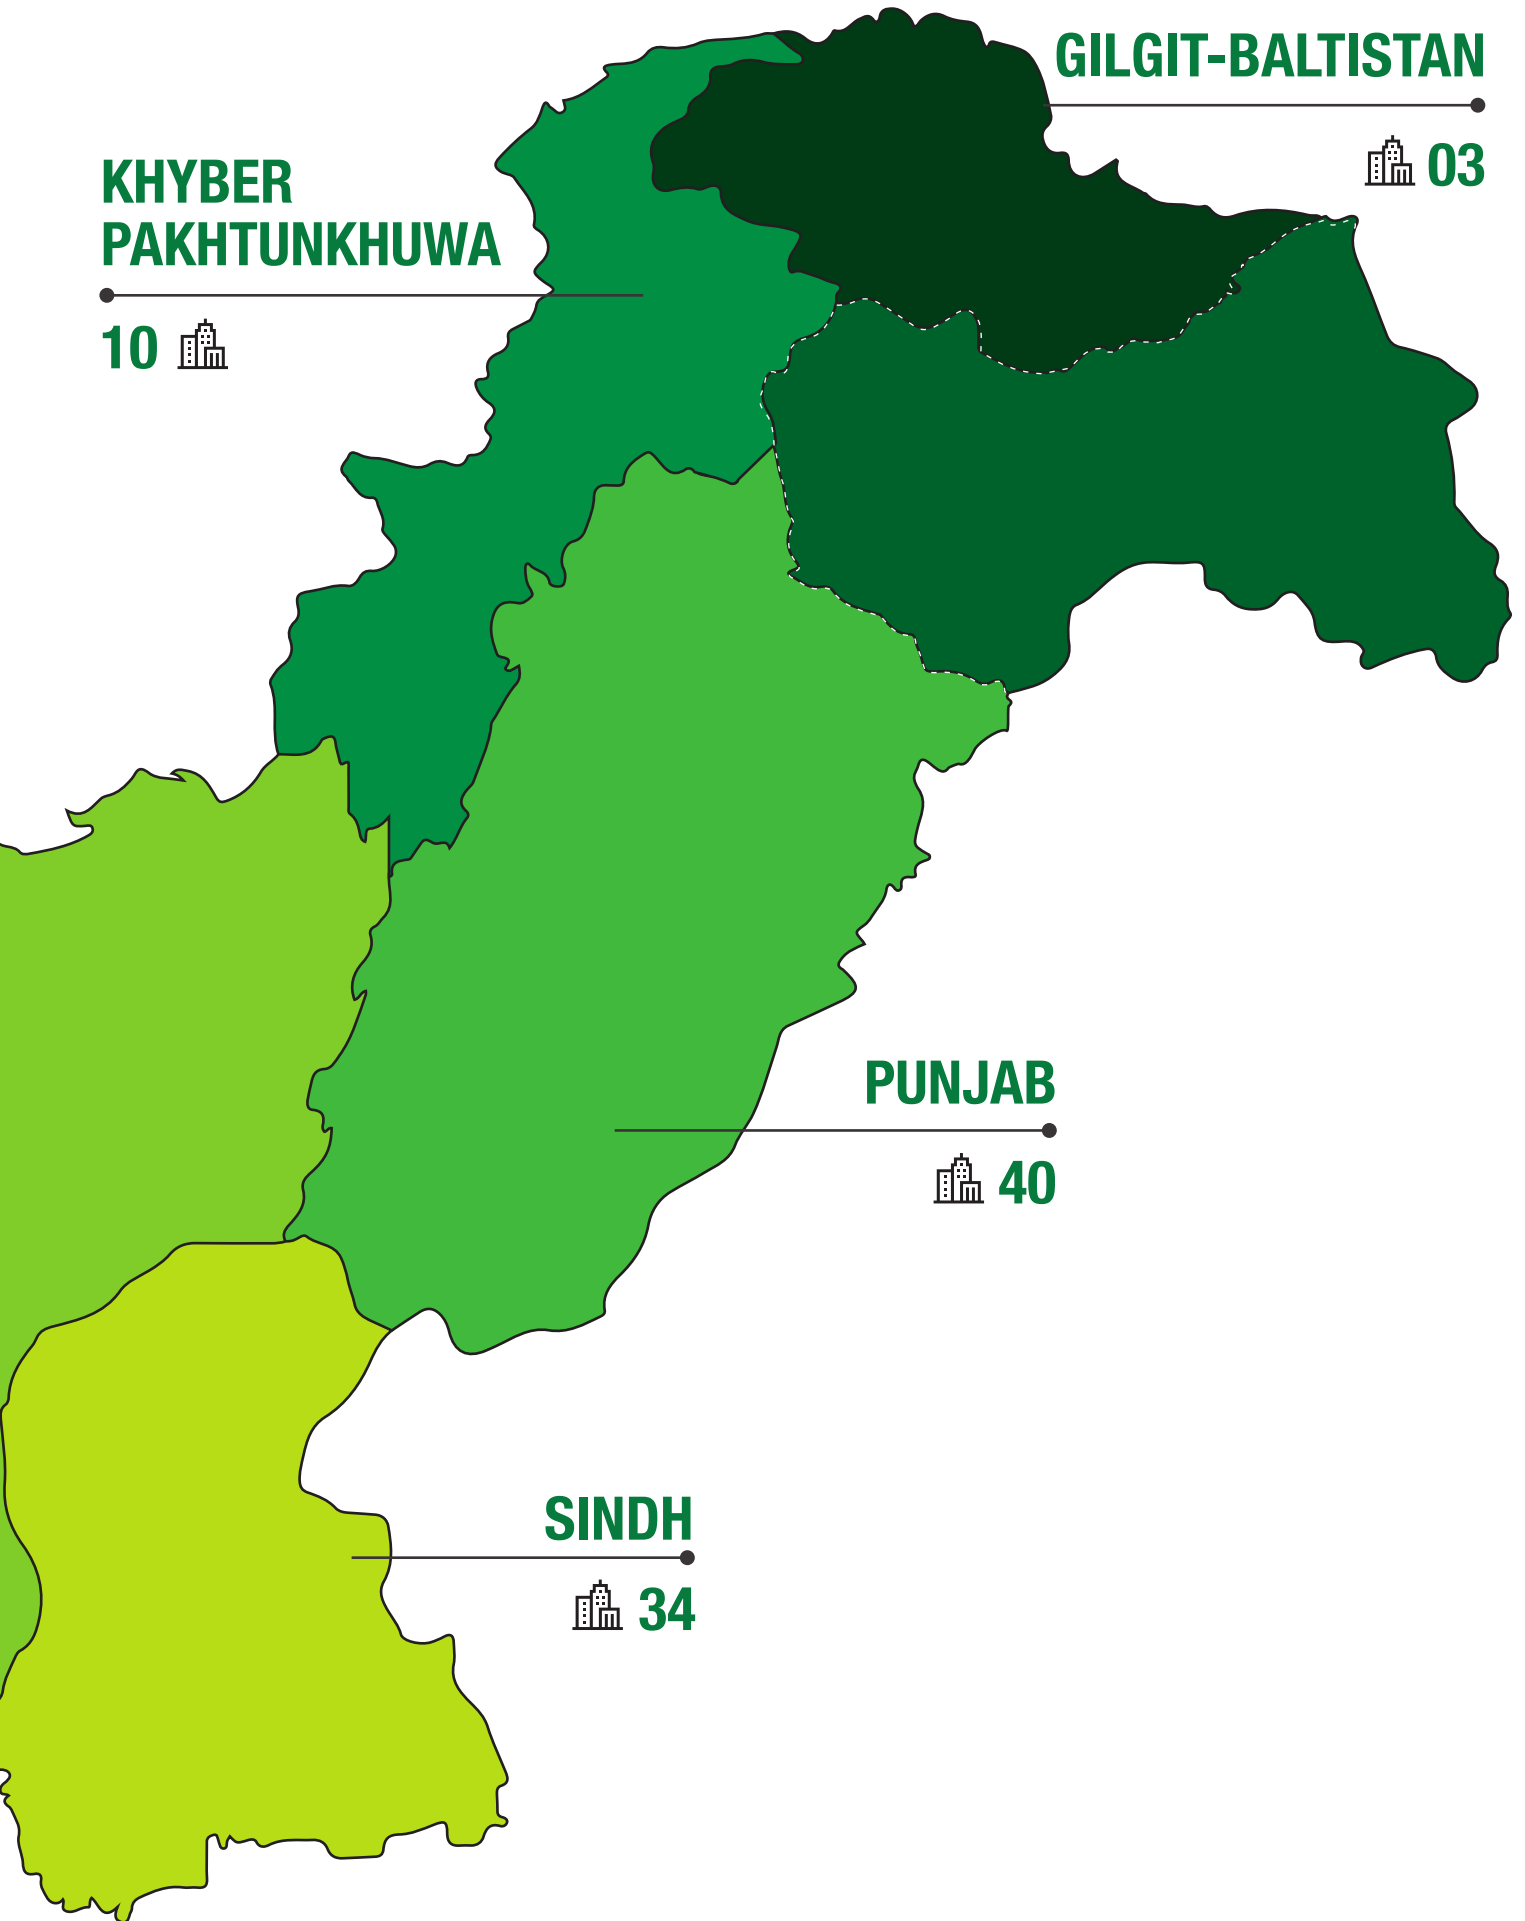 GILGIT-BALTISTAN
03
KHYBER
PAKHTUNKHUWA
10
PUNJAB
40
SINDH
34